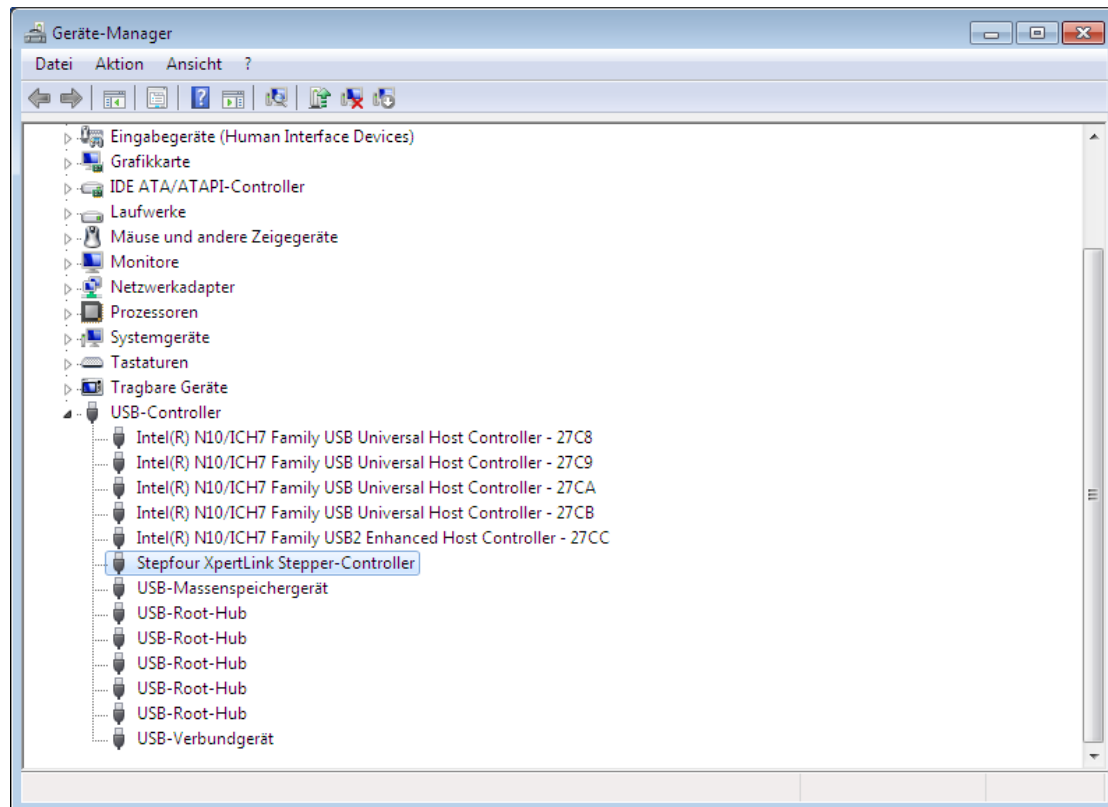 Geräte-Manager
Datei Aktion Ansicht ?
Eingabegeräte (Human Interface Devices)
Grafikkarte
IDE ATA/ATAPI-Controller
Laufwerke
Mäuse und andere Zeigegeräte
Monitore
Netzwerkadapter
Prozessoren
Systemgeräte
Tastaturen
Tragbare Geräte
USB-Controller
Intel(R) N10/ICH7 Family USB Universal Host Controller - 27C8
Intel(R) N10/ICH7 Family USB Universal Host Controller - 27C9
Intel(R) N10/ICH7 Family USB Universal Host Controller - 27CA
Intel(R) N10/ICH7 Family USB Universal Host Controller - 27CB
Intel(R) N10/ICH7 Family USB2 Enhanced Host Controller - 27CC
Stepfour XpertLink Stepper-Controller
USB-Massenspeichergerät
USB-Root-Hub
USB-Root-Hub
USB-Root-Hub
USB-Root-Hub
USB-Root-Hub
USB-Verbundgerät